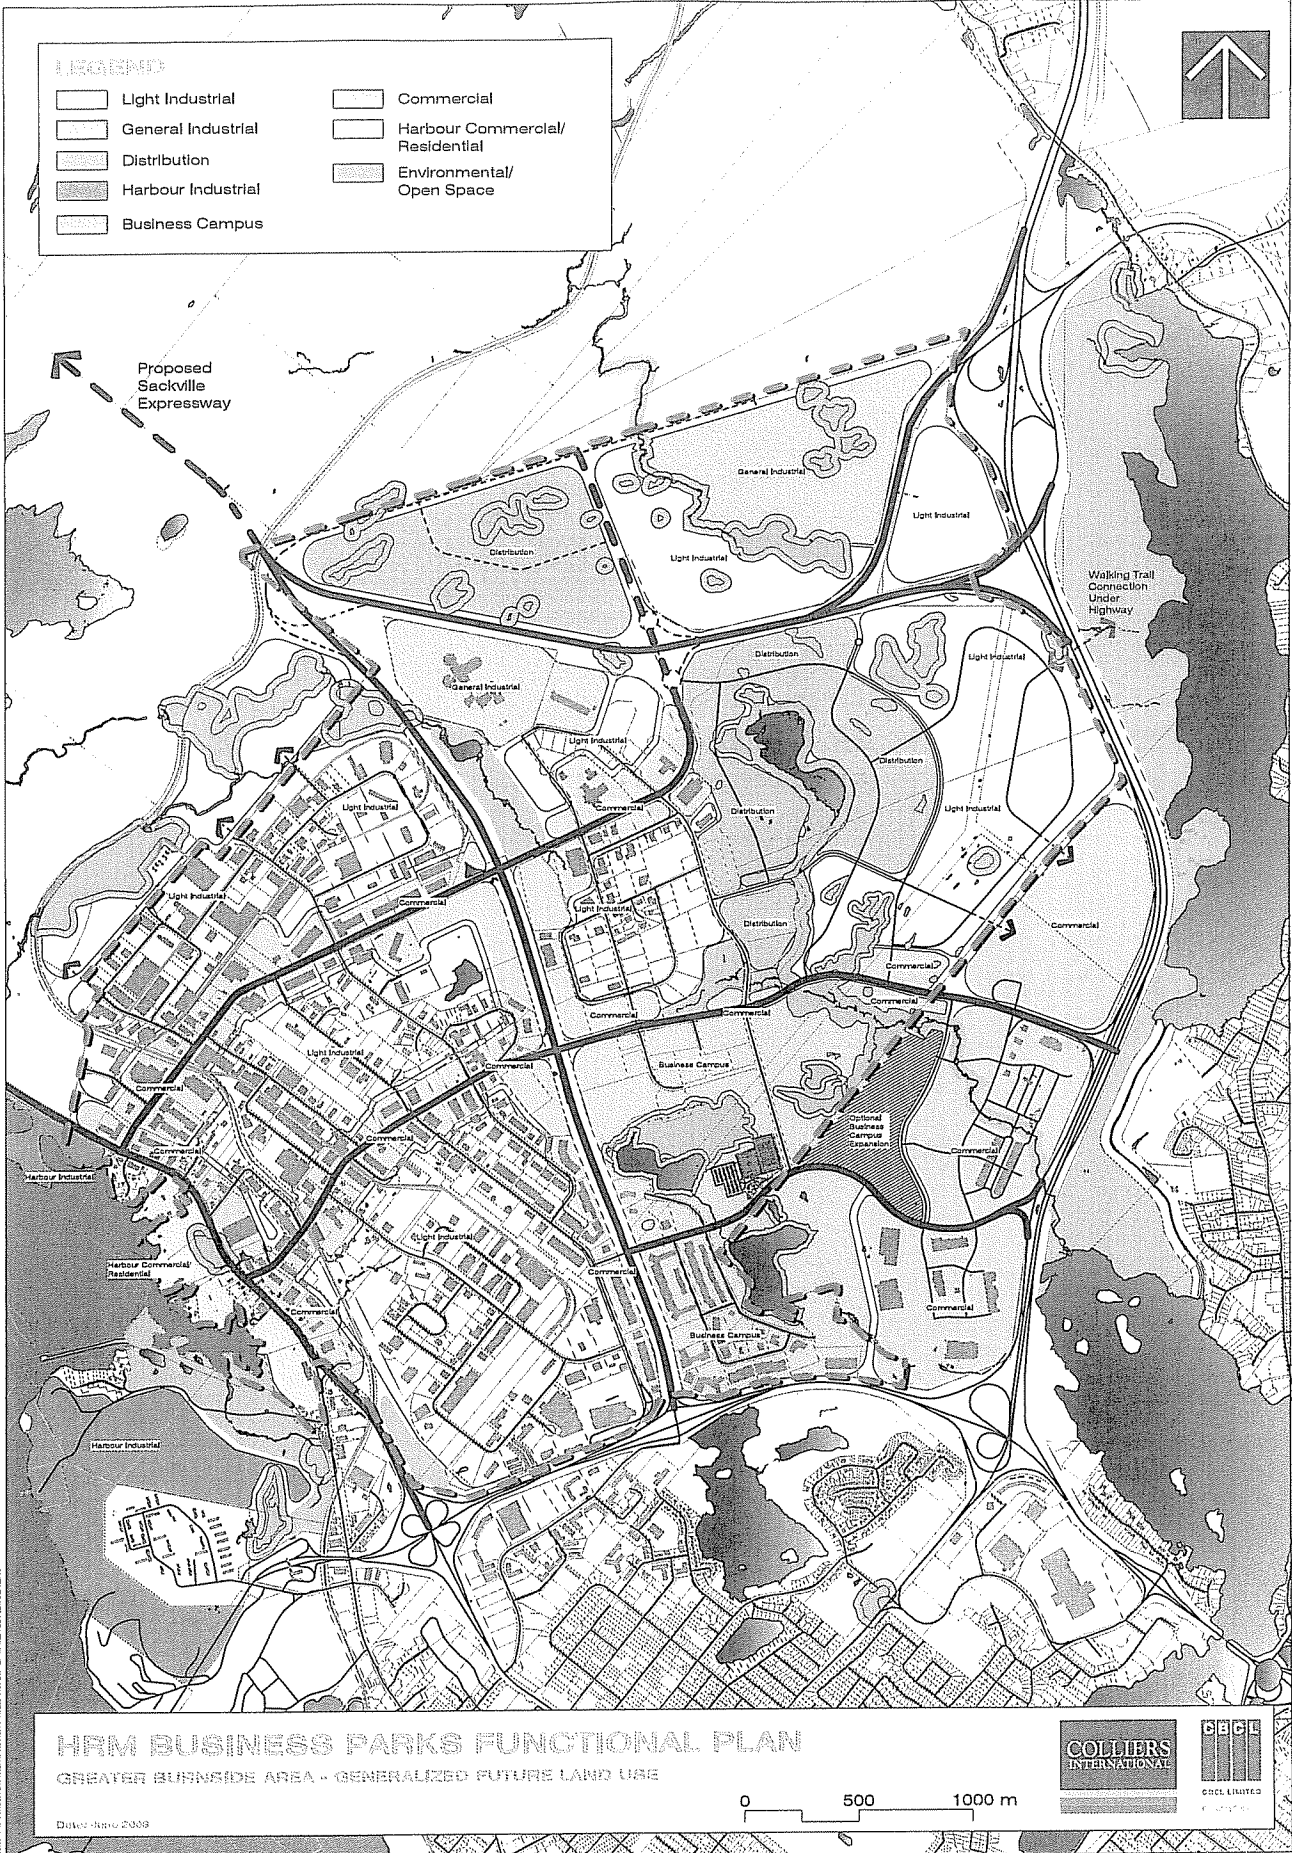 LEGEND
Light Industrial
General Industrial
Distribution
Harbour Industrial
Business Campus
Commercial
Harbour Commercial/
Residential
Environmental/
Open Space
Proposed
Sackville
Expressway
General Industrial
Light Industrial
Distribution
Light Industrial
Walking Trail
Connection
Under
Highway
Distribution
Light Industrial
General Industrial
Light Industrial
Distribution
Light Industrial
Commercial
Distribution
Light Industrial
Light Industrial
Commercial
Light Industrial
Distribution
Commercial
Commercial
Commercial
Commercial
Commercial
Light Industrial
Commercial
Business Campus
Commercial
Optional
Business
Campus
Expansion
Commercial
Commercial
Commercial
Harbour Industrial
Light Industrial
Harbour Commercial/
Residential
Commercial
Commercial
Commercial
Business Campus
Harbour Industrial
HRM BUSINESS PARKS FUNCTIONAL PLAN
GREATER BURNSIDE AREA - GENERALIZED FUTURE LAND USE
0 500 1000 m
COLLIERS
INTERNATIONAL
CBCL
CBCL LIMITED